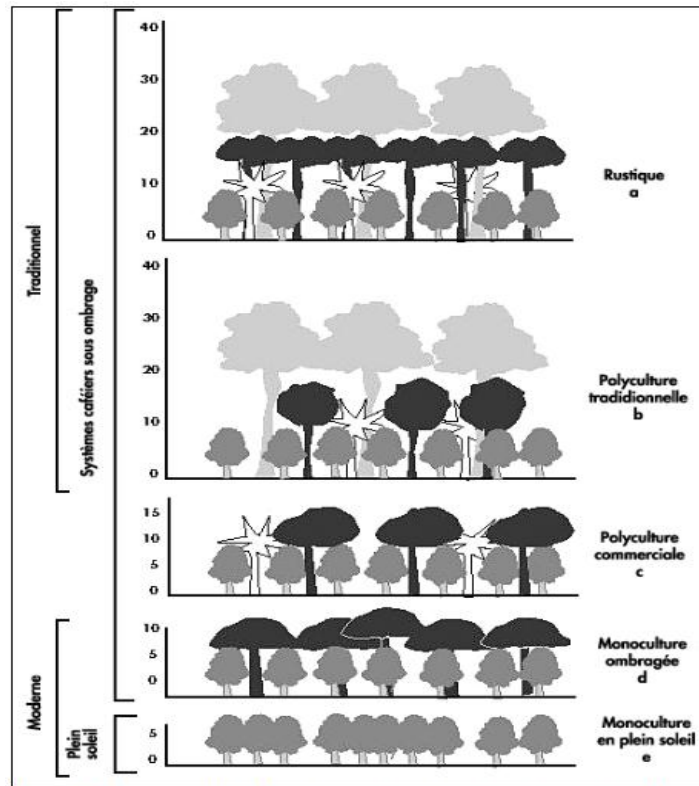 Traditionnel
Systèmes caféiers sous ombrage
Moderne
Plein
soleil
40
30
20
10
0
Rustique
a
40
30
20
10
0
Polyculture
tradidionnelle
b
15
10
5
0
Polyculture
commerciale
c
10
5
0
Monoculture
ombragée
d
5
0
Monoculture
en plein soleil
e